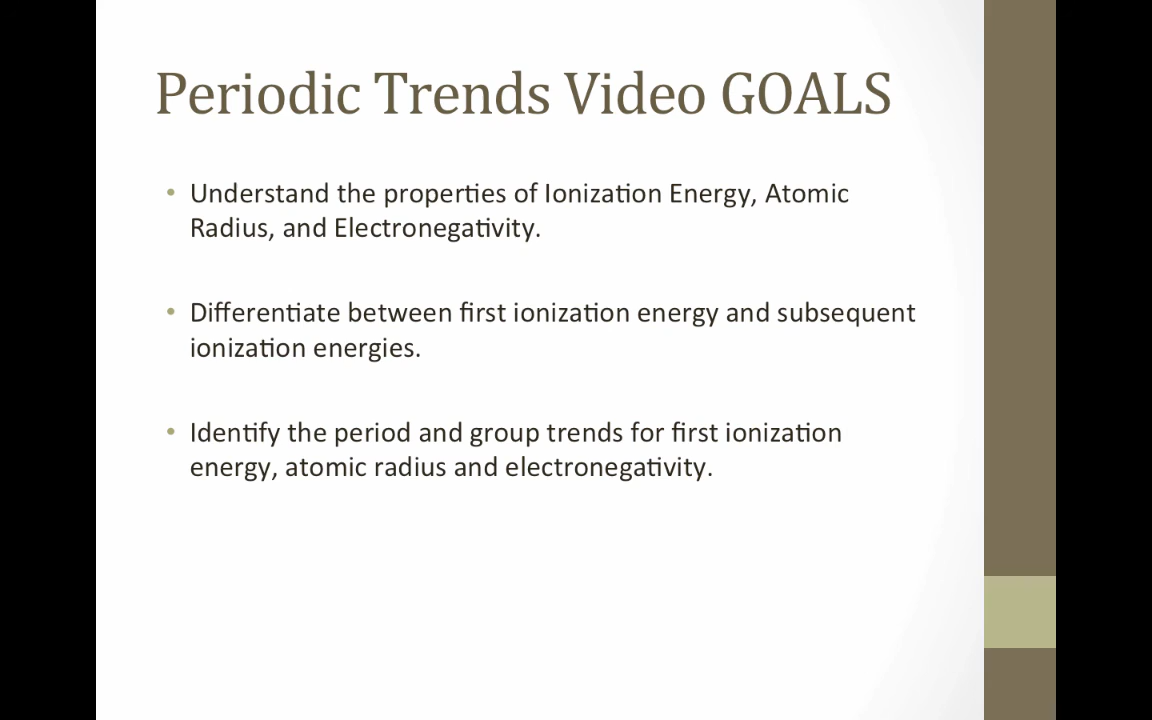 Periodic Trends Video GOALS
• Understand the properties of Ionization Energy, Atomic
Radius, and Electronegativity.
• Differentiate between first ionization energy and subsequent
ionization energies.
• Identify the period and group trends for first ionization
energy, atomic radius and electronegativity.